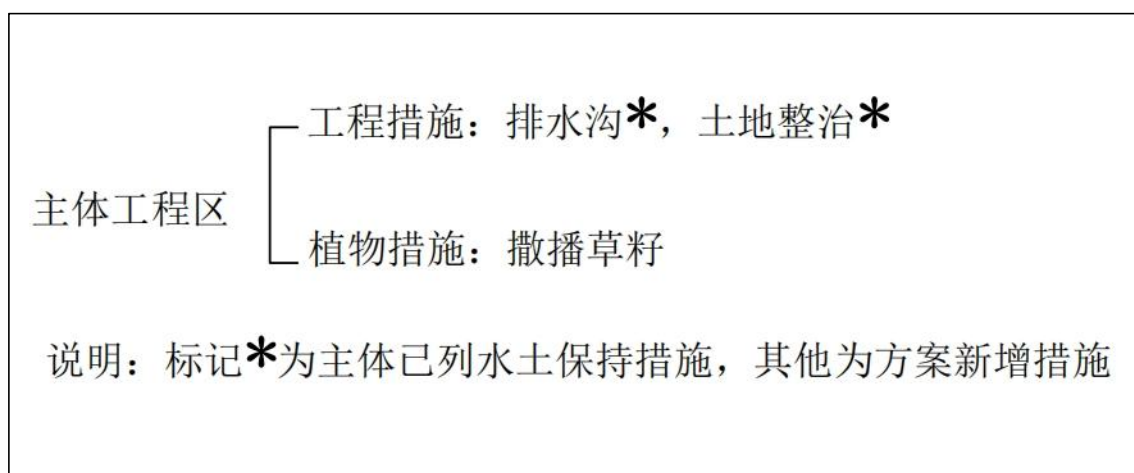 工程措施：排水沟*，土地整治*
主体工程区
植物措施：撒播草籽
说明：标记*为主体已列水土保持措施，其他为方案新增措施